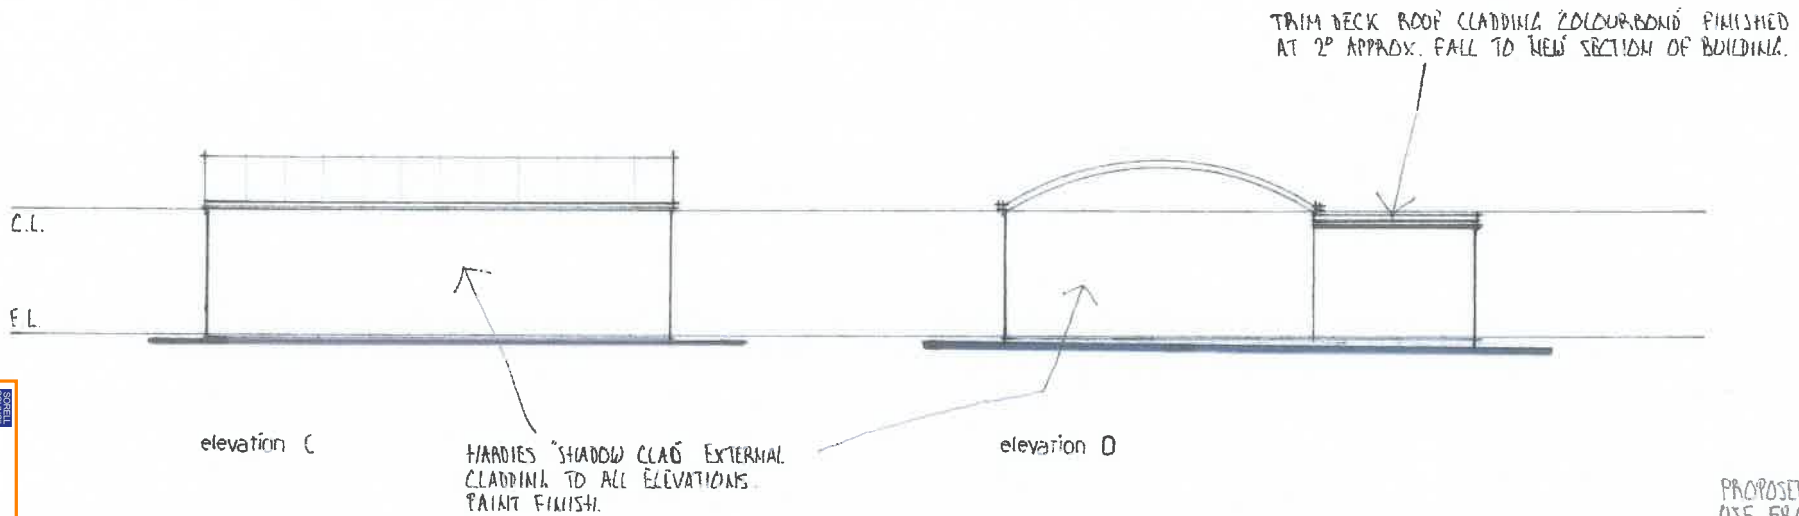 TRIM DECK ROOF CLADDING 'COLOURBOND' FINISHED
AT 2° APPROX. FALL TO 'NEW' SECTION OF BUILDING.
C.L.
F.L.
SORELL
elevation C
HARDIES "SHADOW CLAD" EXTERNAL
CLADDING TO ALL ELEVATIONS.
PAINT FINISH.
elevation D